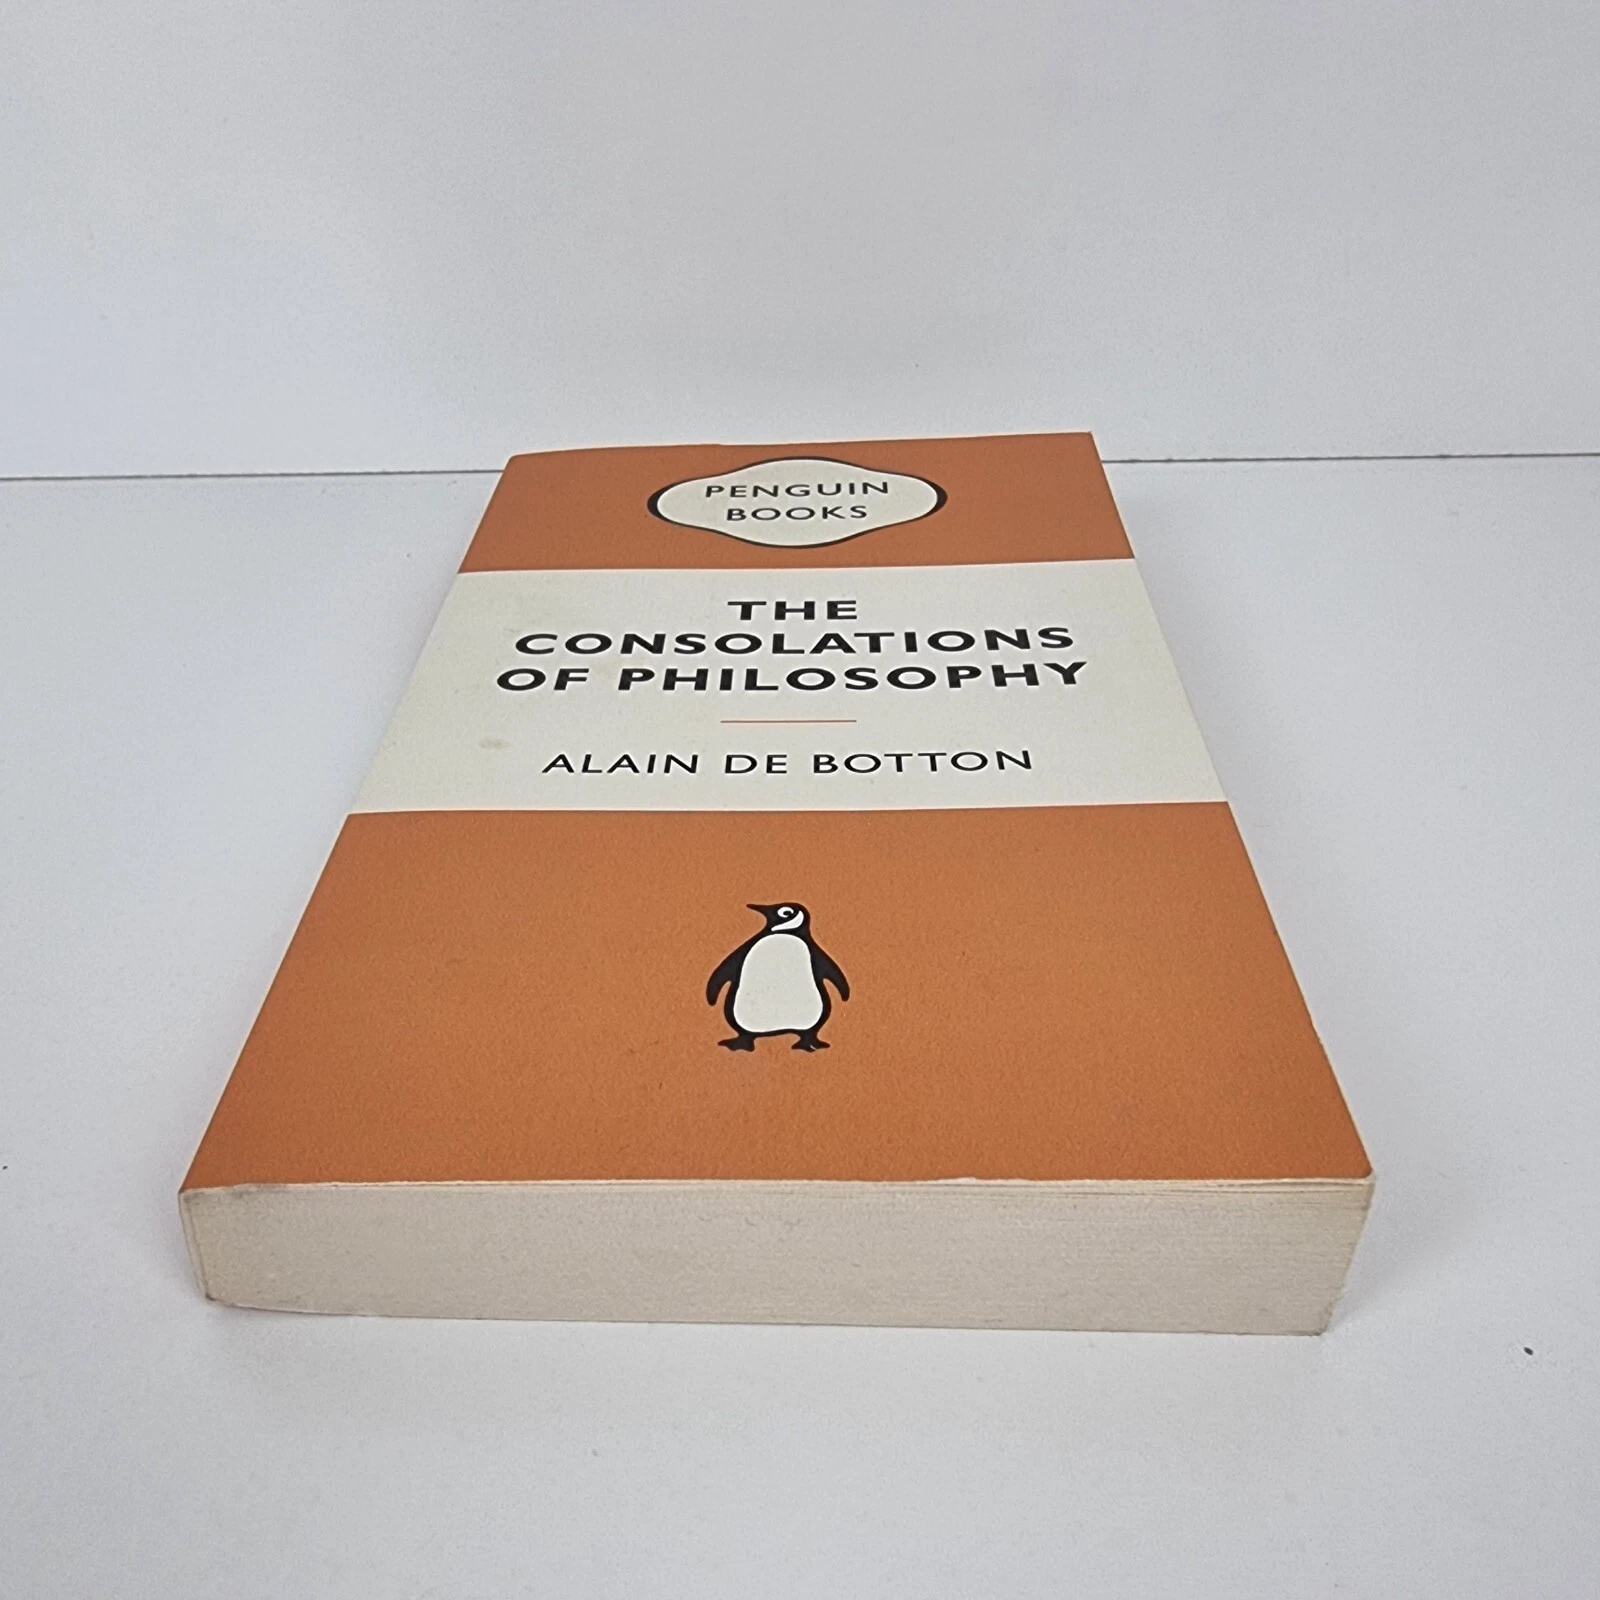 PENGUIN
BOOKS
THE
CONSOLATIONS
OF PHILOSOPHY
ALAIN DE BOTTON